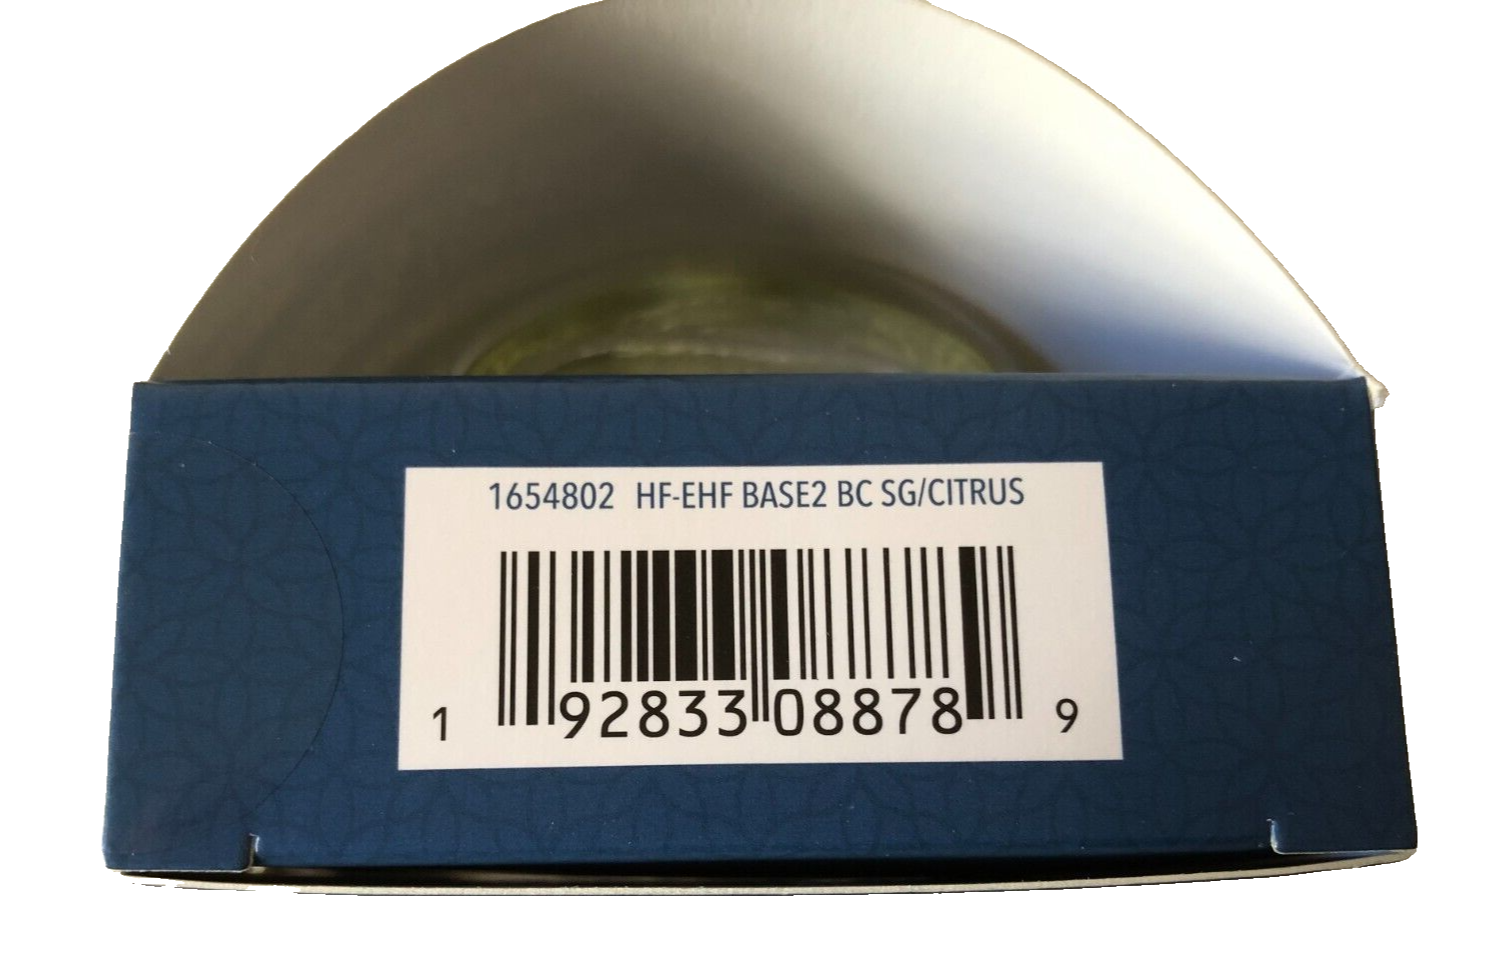 1654802 HF-EHF BASE2 BC SG/CITRUS
1 92833 08878 9